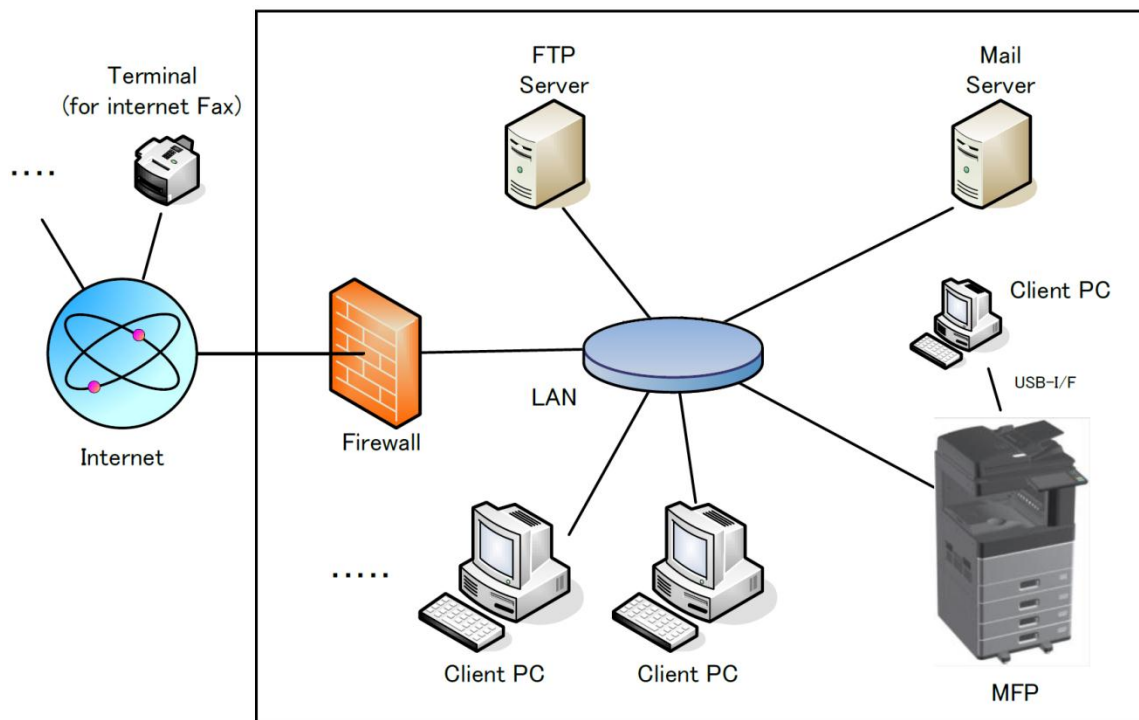 Terminal
(for internet Fax)
....
FTP
Server
Mail
Server
Client PC
USB-I/F
LAN
Firewall
Internet
.....
Client PC
Client PC
MFP